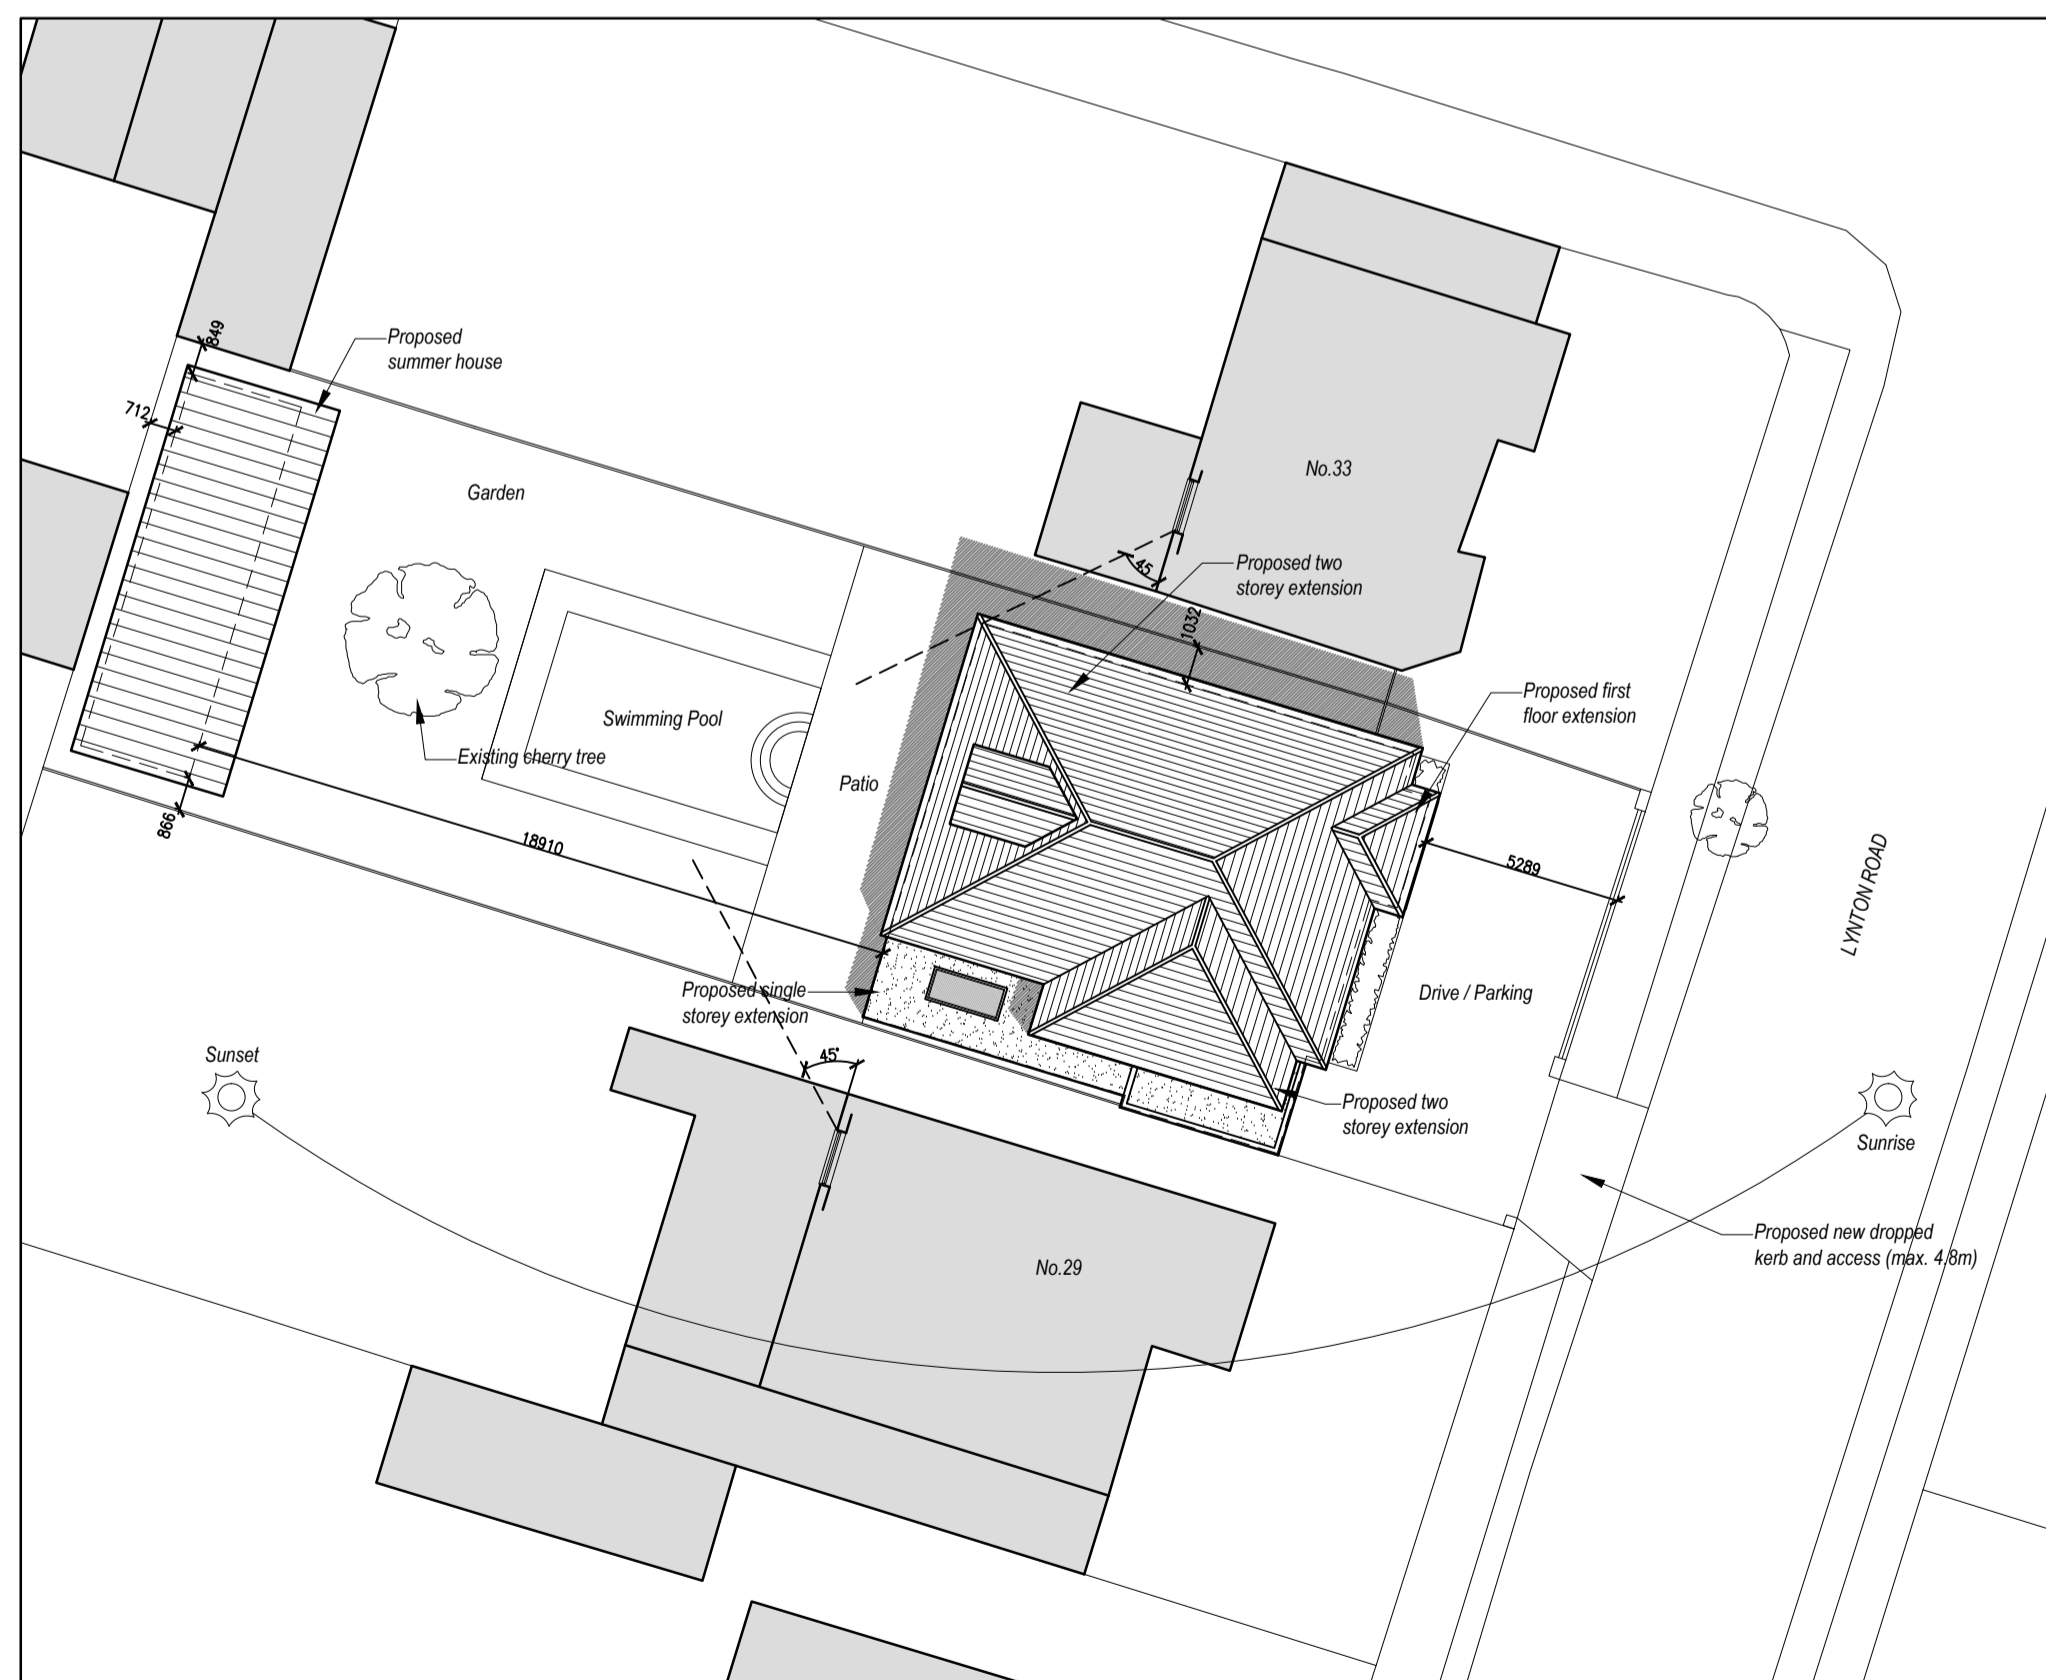 849
Proposed
summer house
712
Garden
No.33
45
Proposed two
storey extension
1032
Proposed first
floor extension
Swimming Pool
Existing cherry tree
Patio
866
18910
5289
LYNTON ROAD
Proposed single
storey extension
Drive / Parking
45°
Sunset
Proposed two
storey extension
Sunrise
Proposed new dropped
kerb and access (max. 4.8m)
No.29